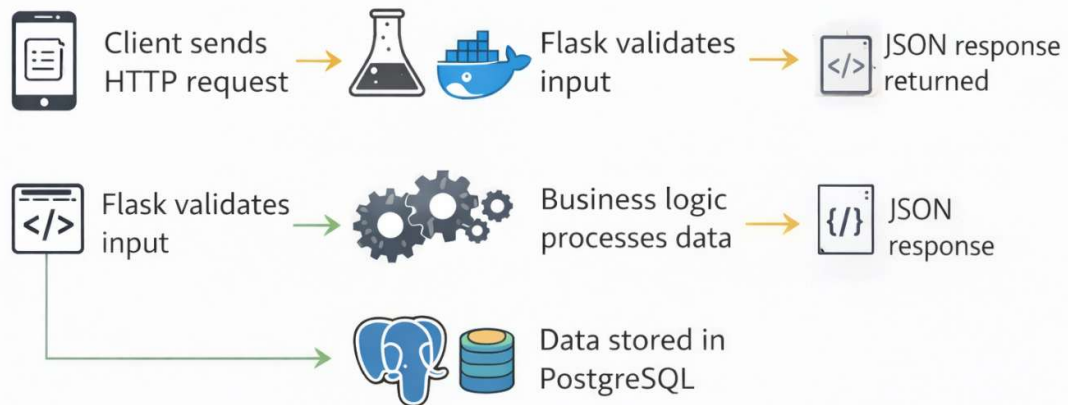 Client sends
HTTP request
Flask validates
input
</>
JSON response
returned
</>
Flask validates
input
Business logic
processes data
{/}
JSON
response
Data stored in
PostgreSQL